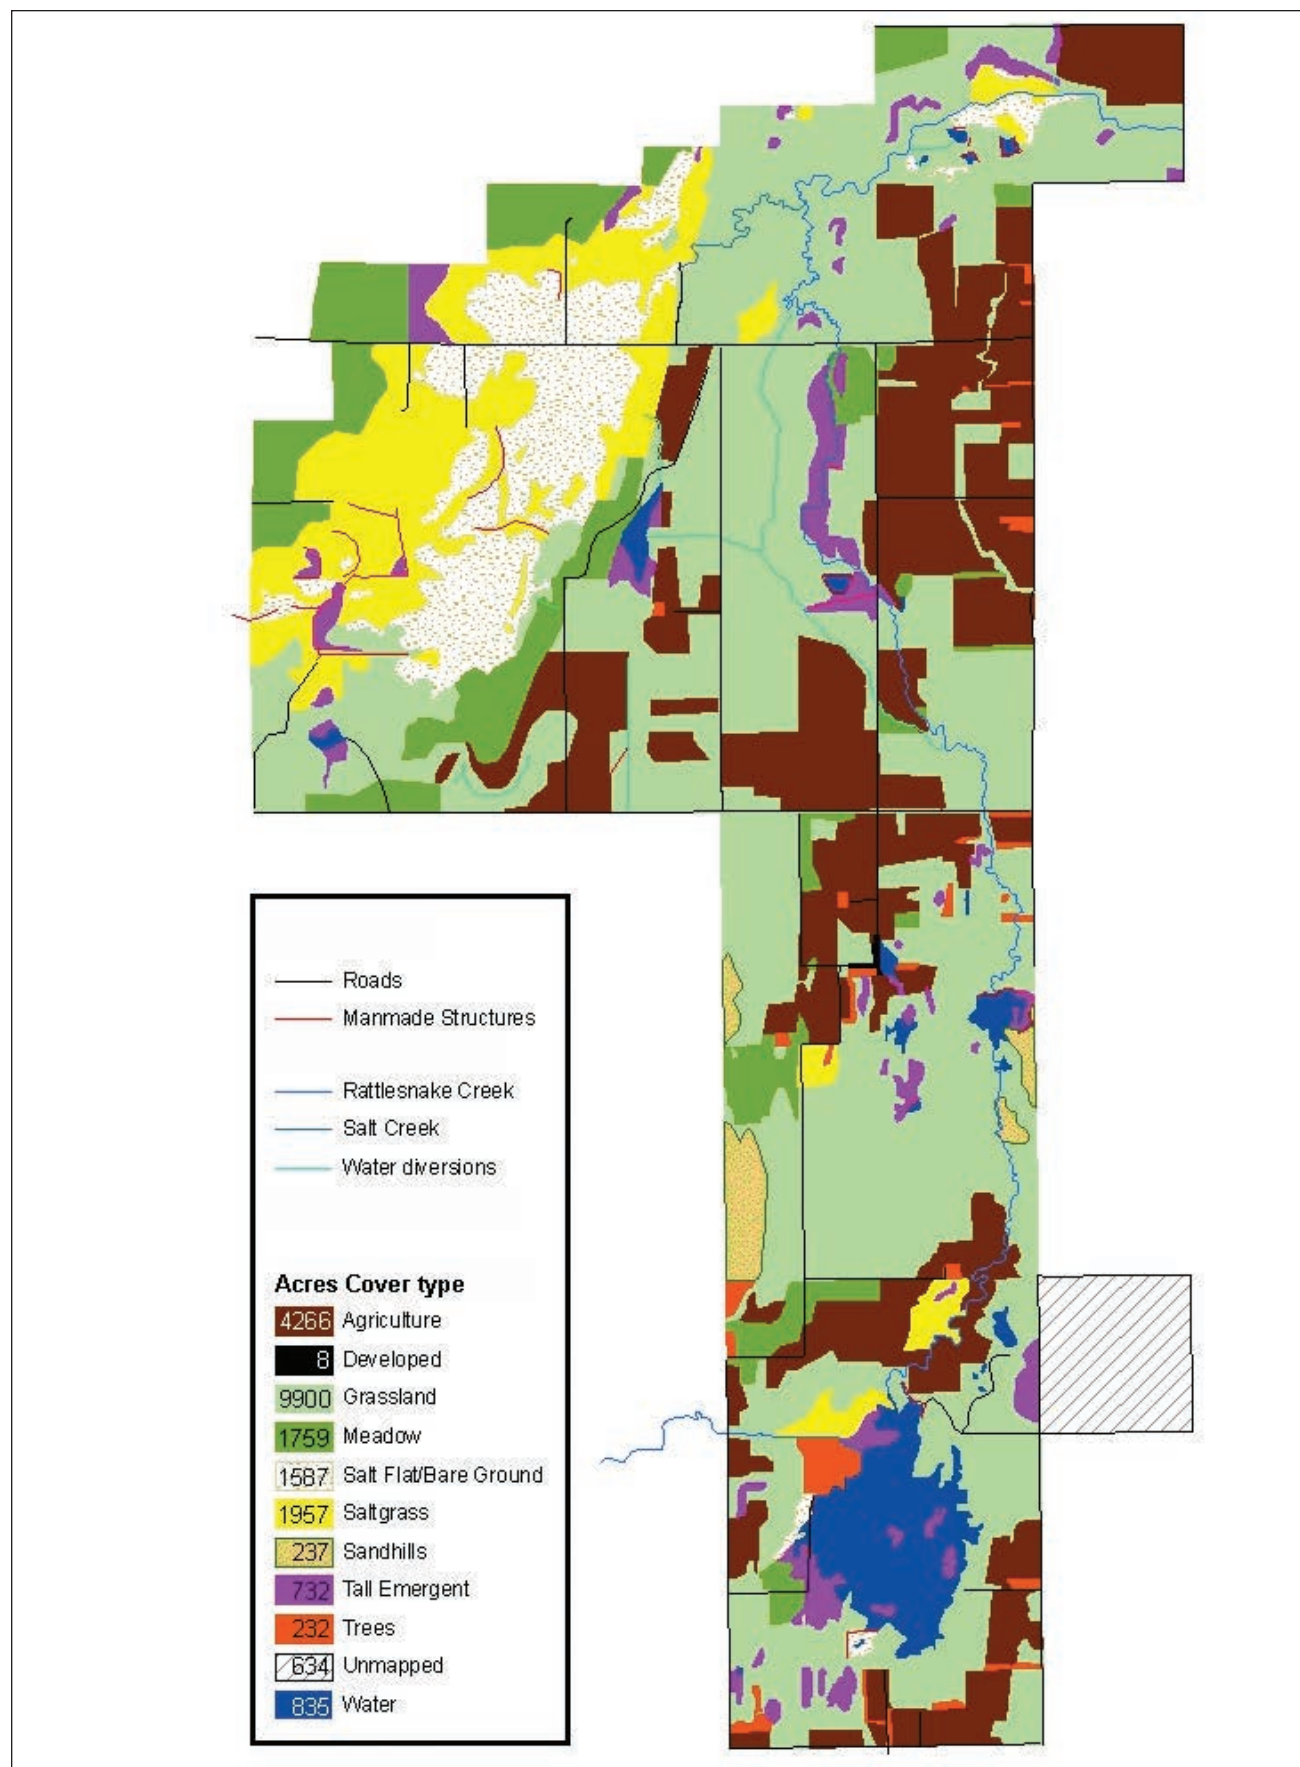 Roads
Manmade Structures
Rattlesnake Creek
Salt Creek
Water diversions
Acres Cover type
4266 Agriculture
8 Developed
9900 Grassland
1759 Meadow
1587 Salt Flat/Bare Ground
1957 Saltgrass
237 Sandhills
732 Tall Emergent
232 Trees
634 Unmapped
835 Water